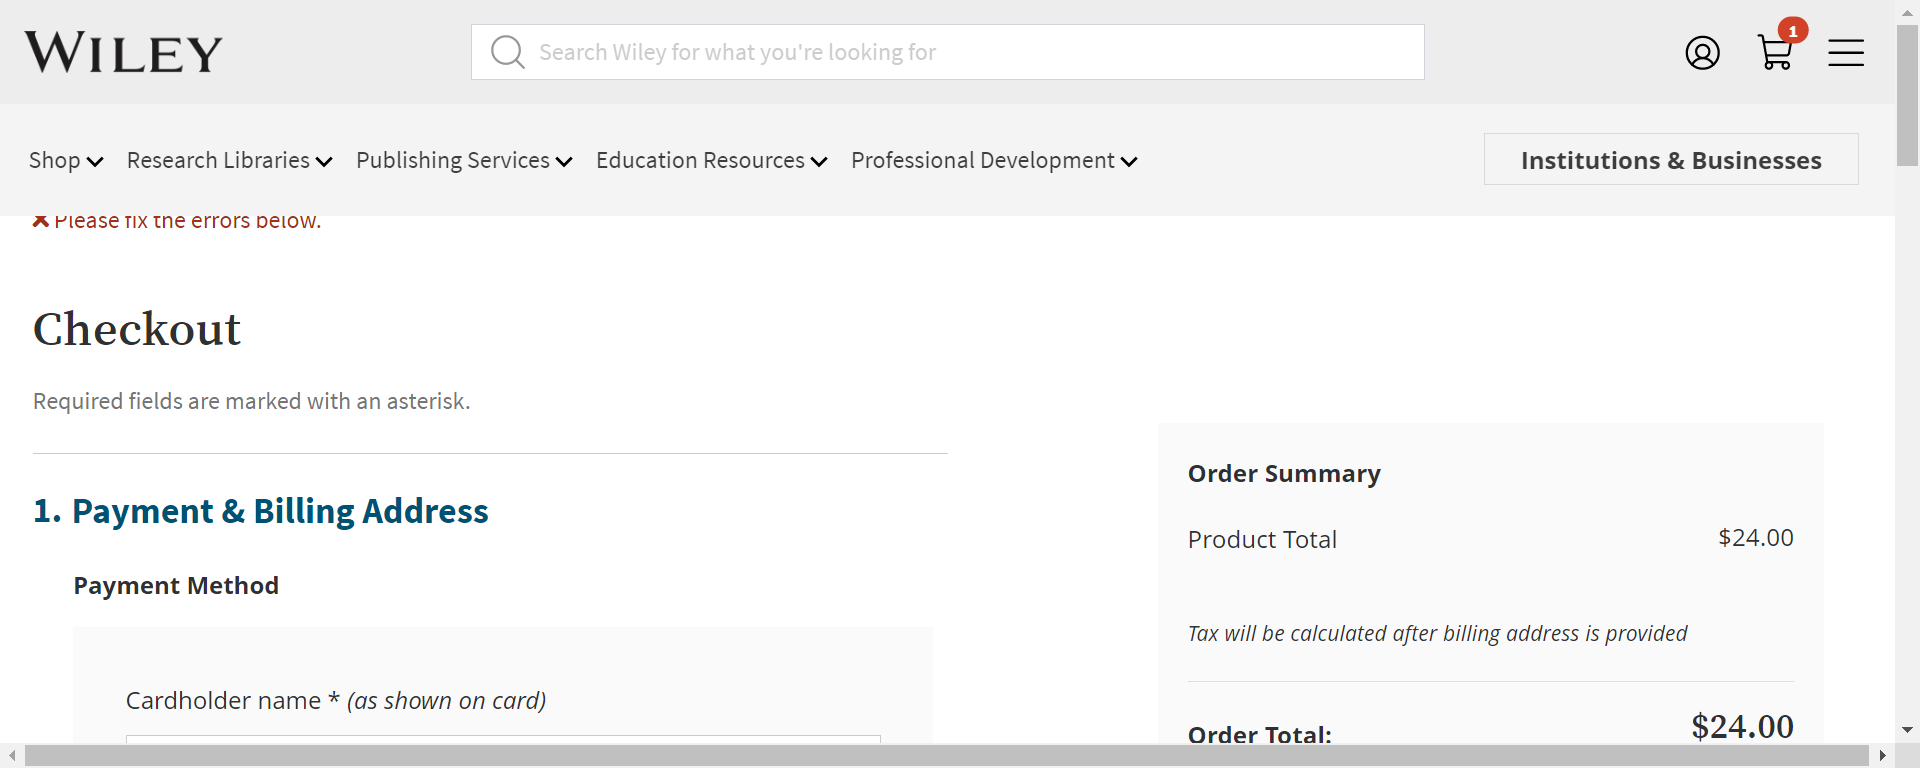 WILEY
Search Wiley for what you're looking for
1
Shop
Research Libraries
Publishing Services
Education Resources
Professional Development
Institutions & Businesses
Please fix the errors below.
Checkout
Required fields are marked with an asterisk.
1. Payment & Billing Address
Payment Method
Cardholder name * (as shown on card)
Order Summary
Product Total $24.00
Tax will be calculated after billing address is provided
Order Total: $24.00